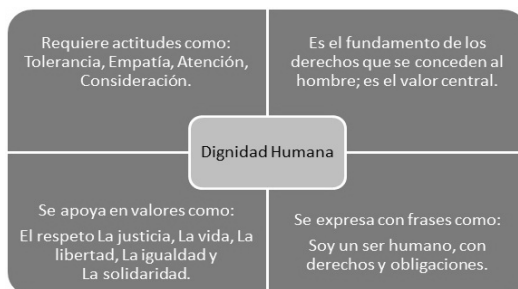 Requiere actitudes como:
Tolerancia, Empatía, Atención,
Consideración.
Es el fundamento de los
derechos que se conceden al
hombre; es el valor central.
Dignidad Humana
Se apoya en valores como:
El respeto La justicia, La vida, La
libertad, La igualdad y
La solidaridad.
Se expresa con frases como:
Soy un ser humano, con
derechos y obligaciones.